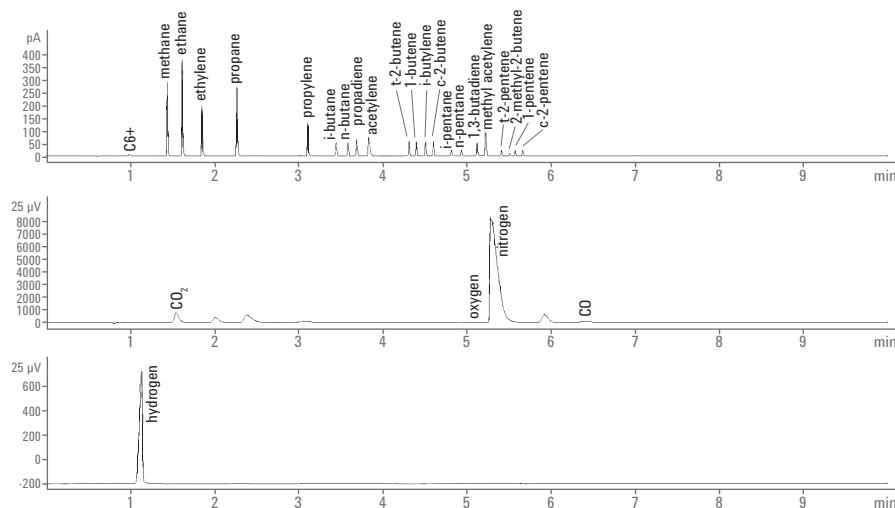 pA
400
350
300
250
200
150
100
50
0
C6+
methane
ethane
ethylene
propane
propylene
i-butane
n-butane
propadiene
acetylene
t-2-butene
1-butene
i-butylene
c-2-butene
i-pentane
n-pentane
1,3-butadiene
methyl acetylene
t-2-pentene
2-methyl-2-butene
1-pentene
c-2-pentene
1 2 3 4 5 6 7 8 9 min
25 μV
8000
7000
6000
5000
4000
3000
2000
1000
0
CO₂
oxygen
nitrogen
CO
1 2 3 4 5 6 7 8 9 min
25 μV
600
400
200
0
-200
hydrogen
1 2 3 4 5 6 7 8 9 min